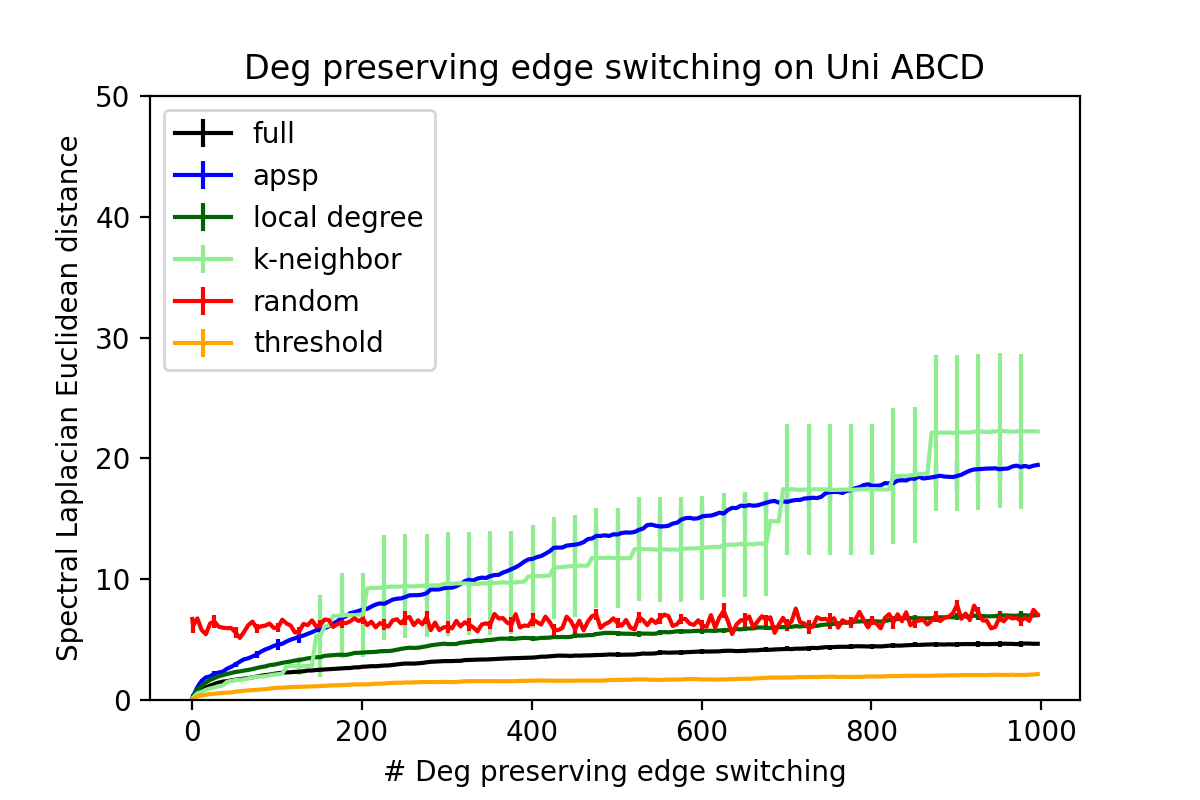 Deg preserving edge switching on Uni ABCD
50
40
30
20
10
0
Spectral Laplacian Euclidean distance
full
apsp
local degree
k-neighbor
random
threshold
0 200 400 600 800 1000
# Deg preserving edge switching